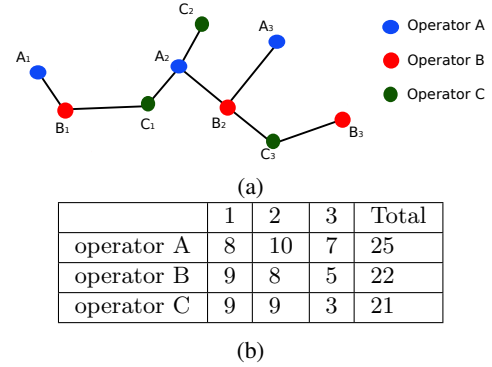 C₂
A₃
Operator A
A₁
A₂
Operator B
Operator C
B₁
C₁
B₂
B₃
C₃
(a)
1 2 3 Total
operator A 8 10 7 25
operator B 9 8 5 22
operator C 9 9 3 21
(b)